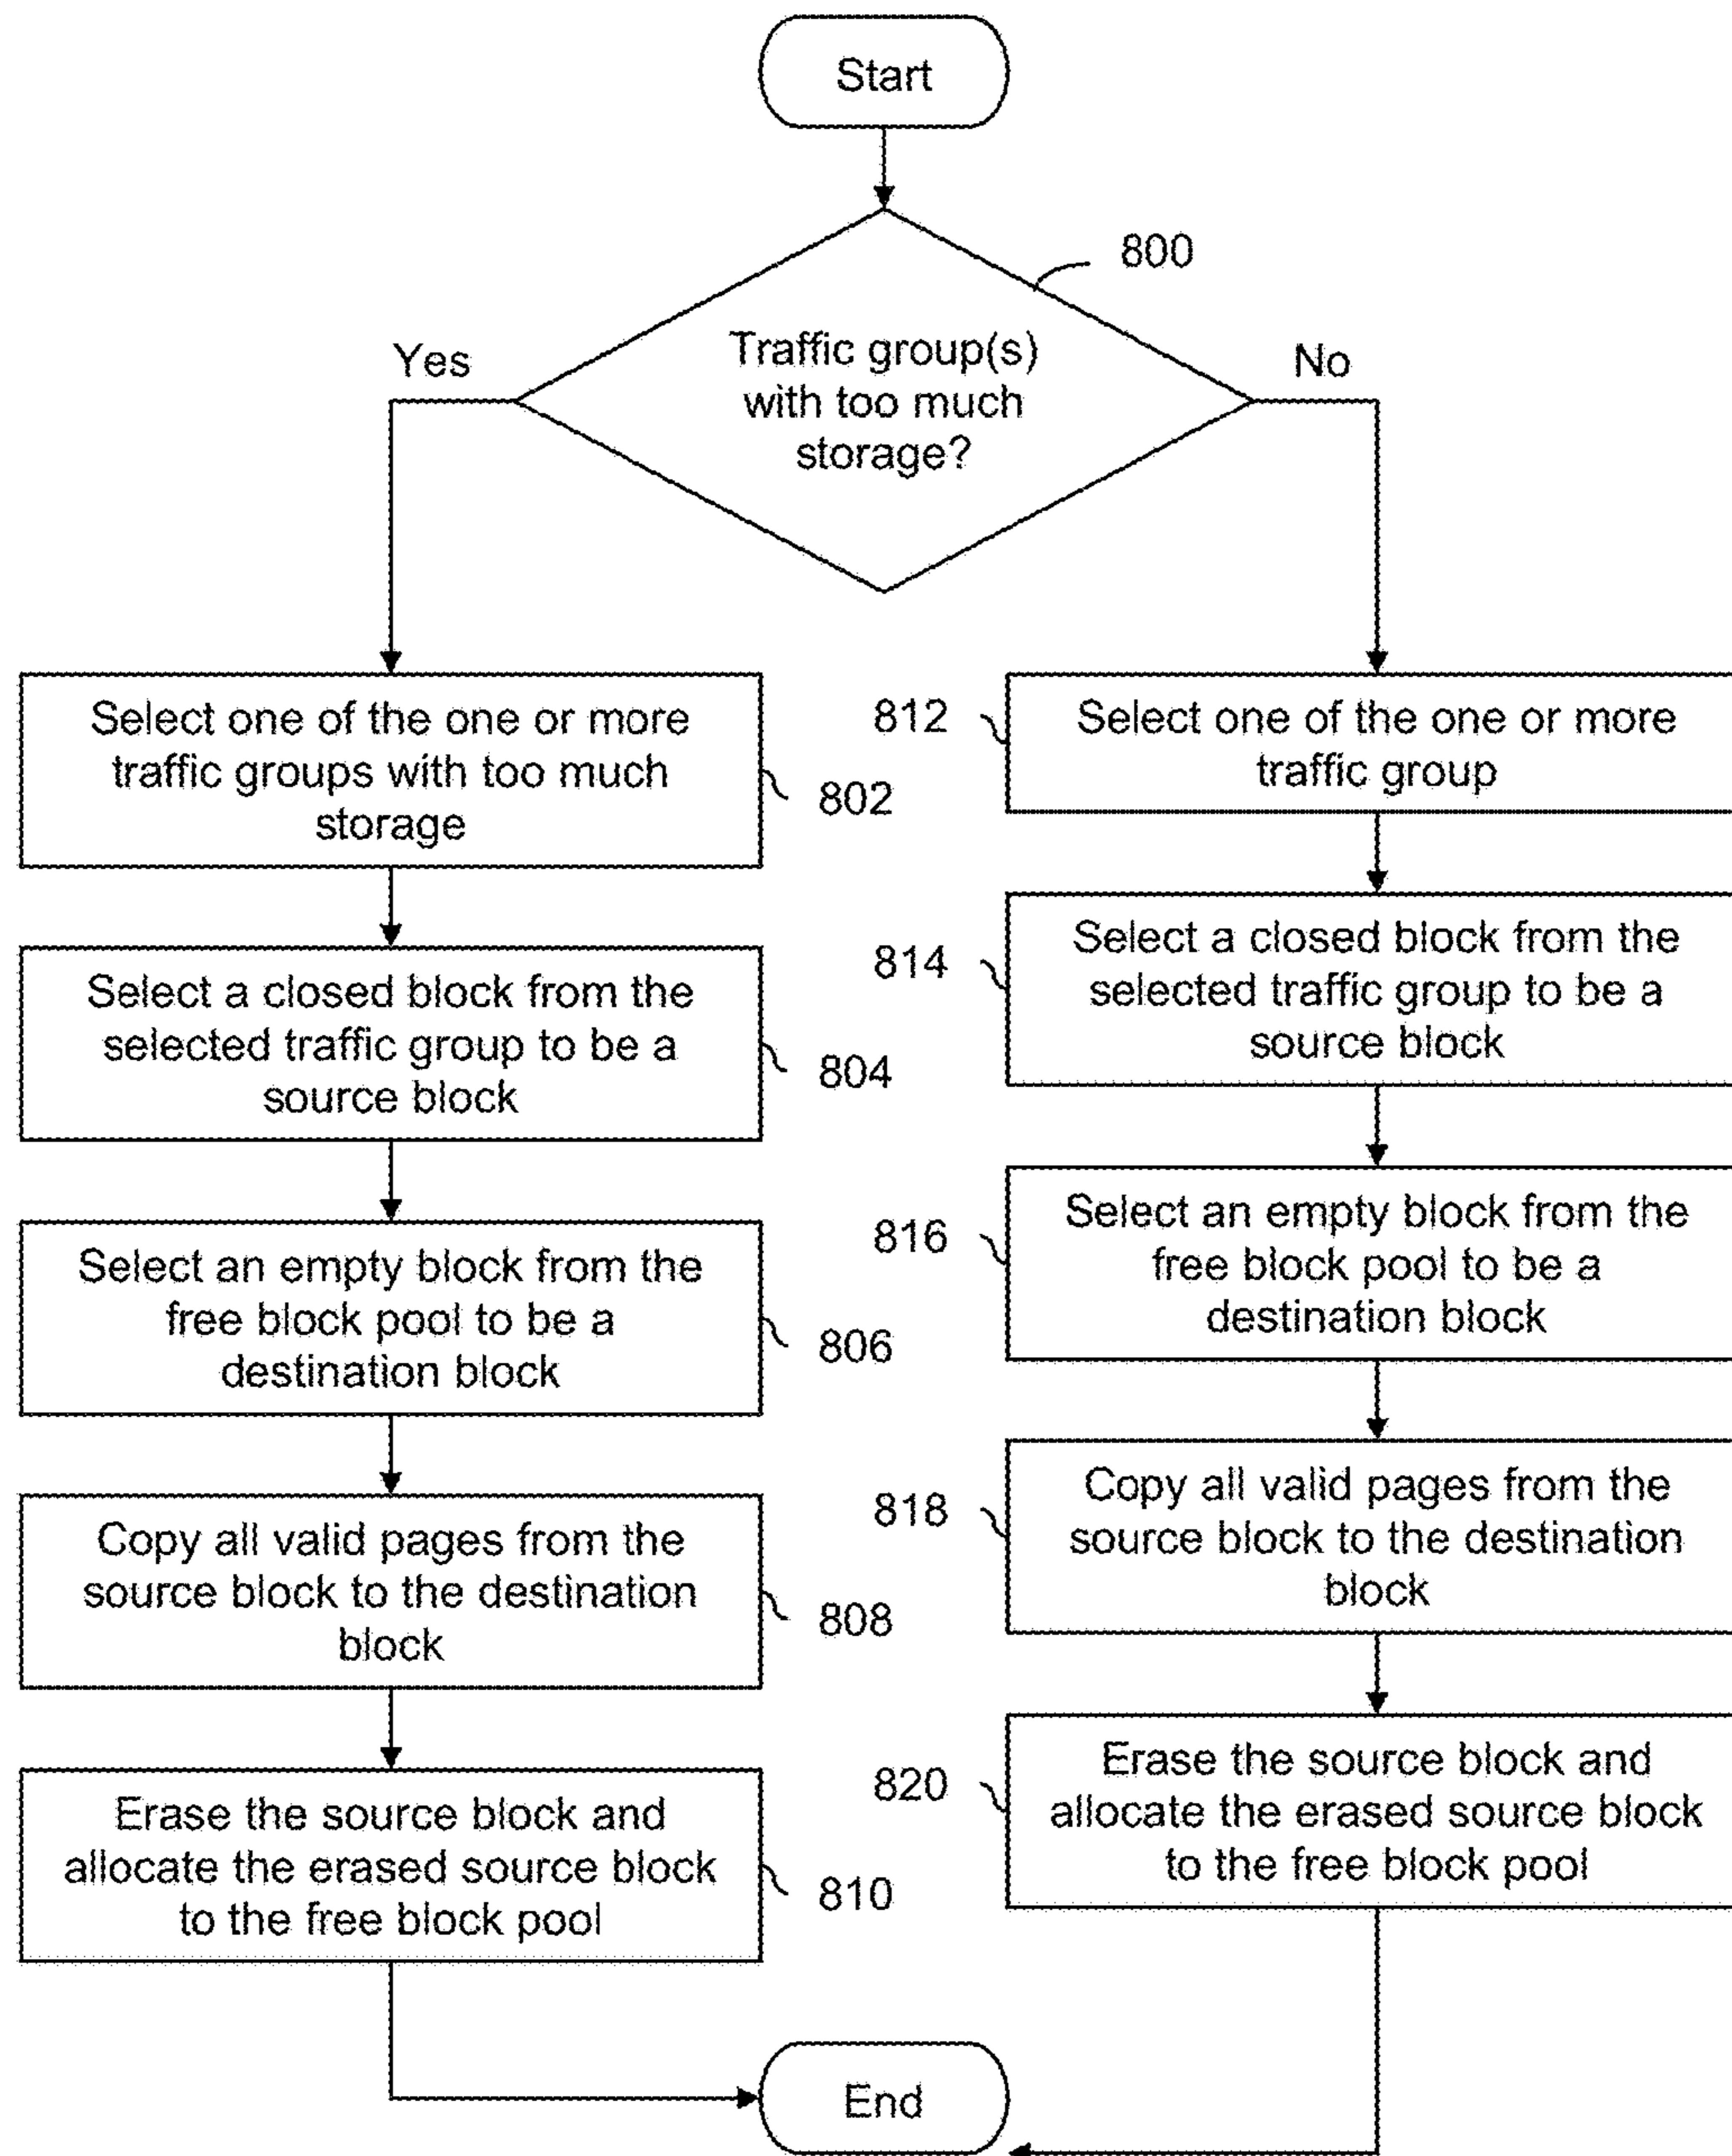 Start
800
Traffic group(s)
with too much
storage?
Yes
No
Select one of the one or more
traffic groups with too much
storage
802
Select a closed block from the
selected traffic group to be a
source block
804
Select an empty block from the
free block pool to be a
destination block
806
Copy all valid pages from the
source block to the destination
block
808
Erase the source block and
allocate the erased source block
to the free block pool
810
812
Select one of the one or more
traffic group
814
Select a closed block from the
selected traffic group to be a
source block
816
Select an empty block from the
free block pool to be a
destination block
818
Copy all valid pages from the
source block to the destination
block
820
Erase the source block and
allocate the erased source block
to the free block pool
End